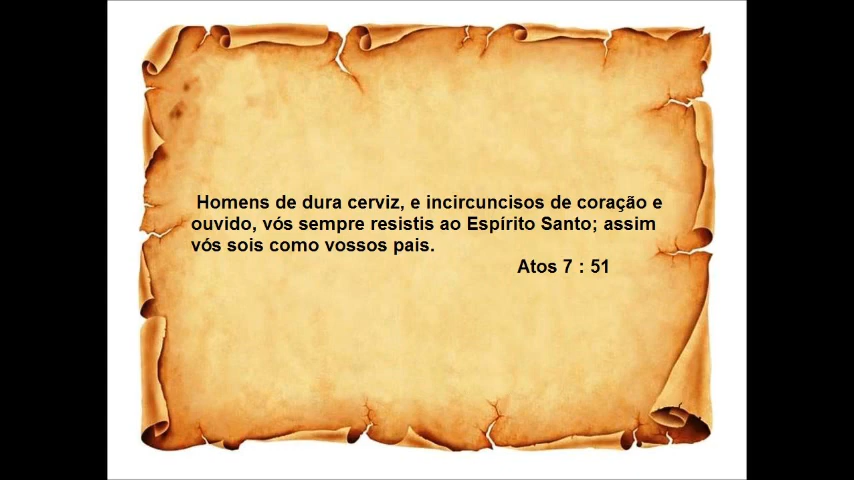 Homens de dura cerviz, e incircuncisos de coração e
ouvido, vós sempre resistis ao Espírito Santo; assim
vós sois como vossos pais.
Atos 7 : 51